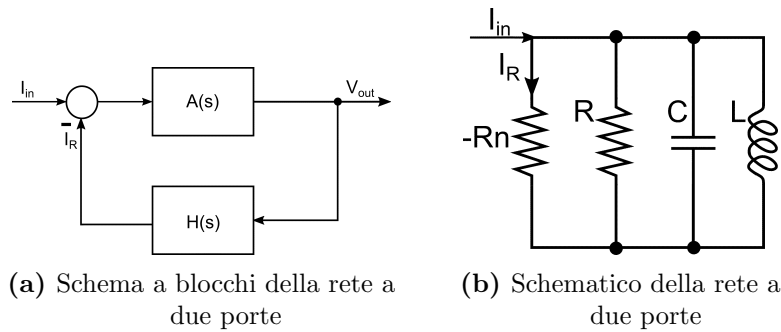 I_in
A(s)
V_out
-
I_R
H(s)
(a) Schema a blocchi della rete a
due porte
I_in
I_R
-Rn
R
C
L
(b) Schematico della rete a
due porte